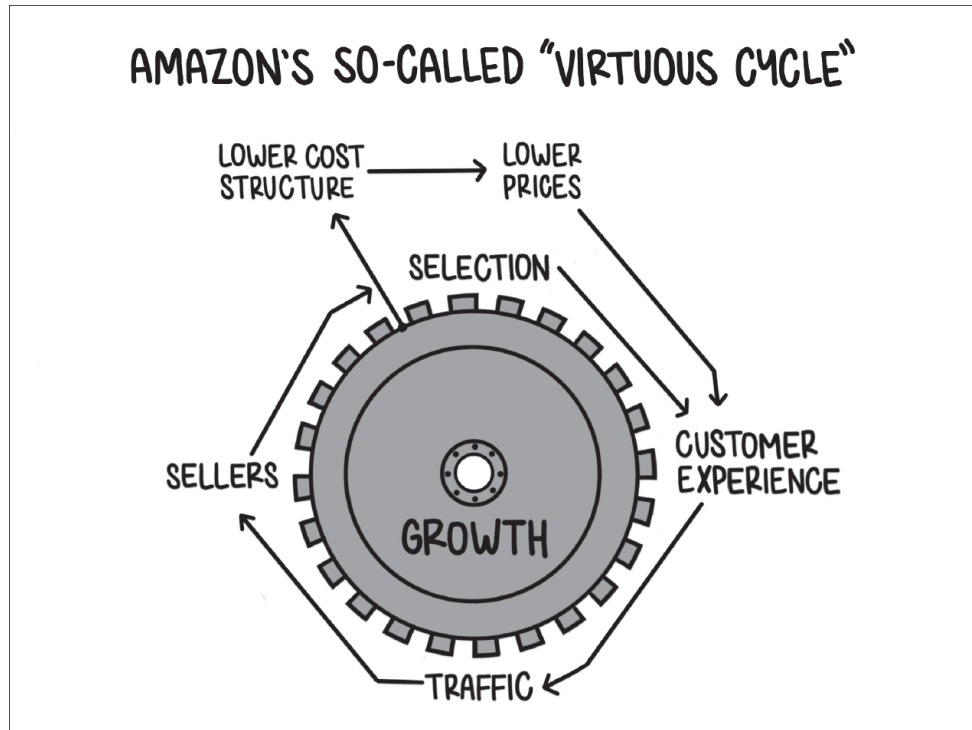 AMAZON'S SO-CALLED "VIRTUOUS CYCLE"
LOWER COST
STRUCTURE
LOWER
PRICES
SELECTION
SELLERS
CUSTOMER
EXPERIENCE
GROWTH
TRAFFIC